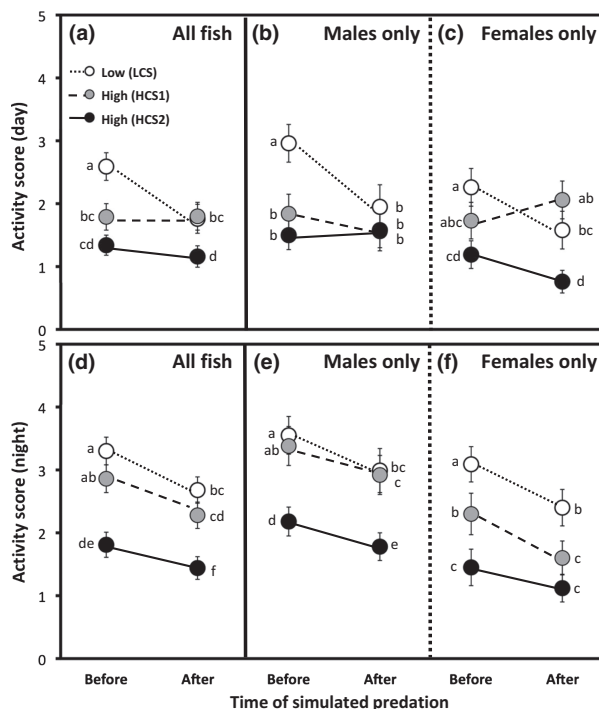 5
(a) All fish
(b) Males only
(c) Females only
Low (LCS)
High (HCS1)
High (HCS2)
4
3
2
1
0
Activity score (day)
a
bc
bc
cd
d
a
b
b
b
b
b
a
abc
ab
bc
cd
d
5
(d) All fish
(e) Males only
(f) Females only
4
3
2
1
0
Activity score (night)
a
ab
bc
cd
de
f
a
ab
bc
c
d
e
a
b
b
c
c
c
Before After Before After Before After
Time of simulated predation